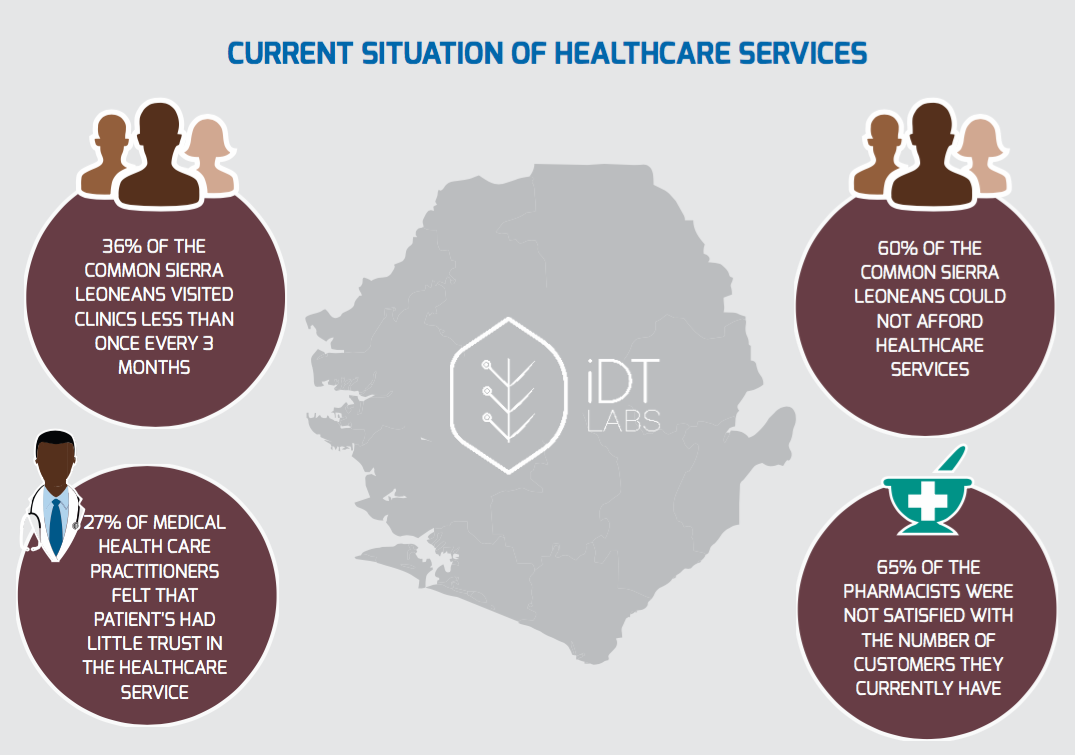 CURRENT SITUATION OF HEALTHCARE SERVICES
36% OF THE
COMMON SIERRA
LEONEANS VISITED
CLINICS LESS THAN
ONCE EVERY 3
MONTHS
60% OF THE
COMMON SIERRA
LEONEANS COULD
NOT AFFORD
HEALTHCARE
SERVICES
iDT
LABS
27% OF MEDICAL
HEALTH CARE
PRACTITIONERS
FELT THAT
PATIENT'S HAD
LITTLE TRUST IN
THE HEALTHCARE
SERVICE
65% OF THE
PHARMACISTS WERE
NOT SATISFIED WITH
THE NUMBER OF
CUSTOMERS THEY
CURRENTLY HAVE